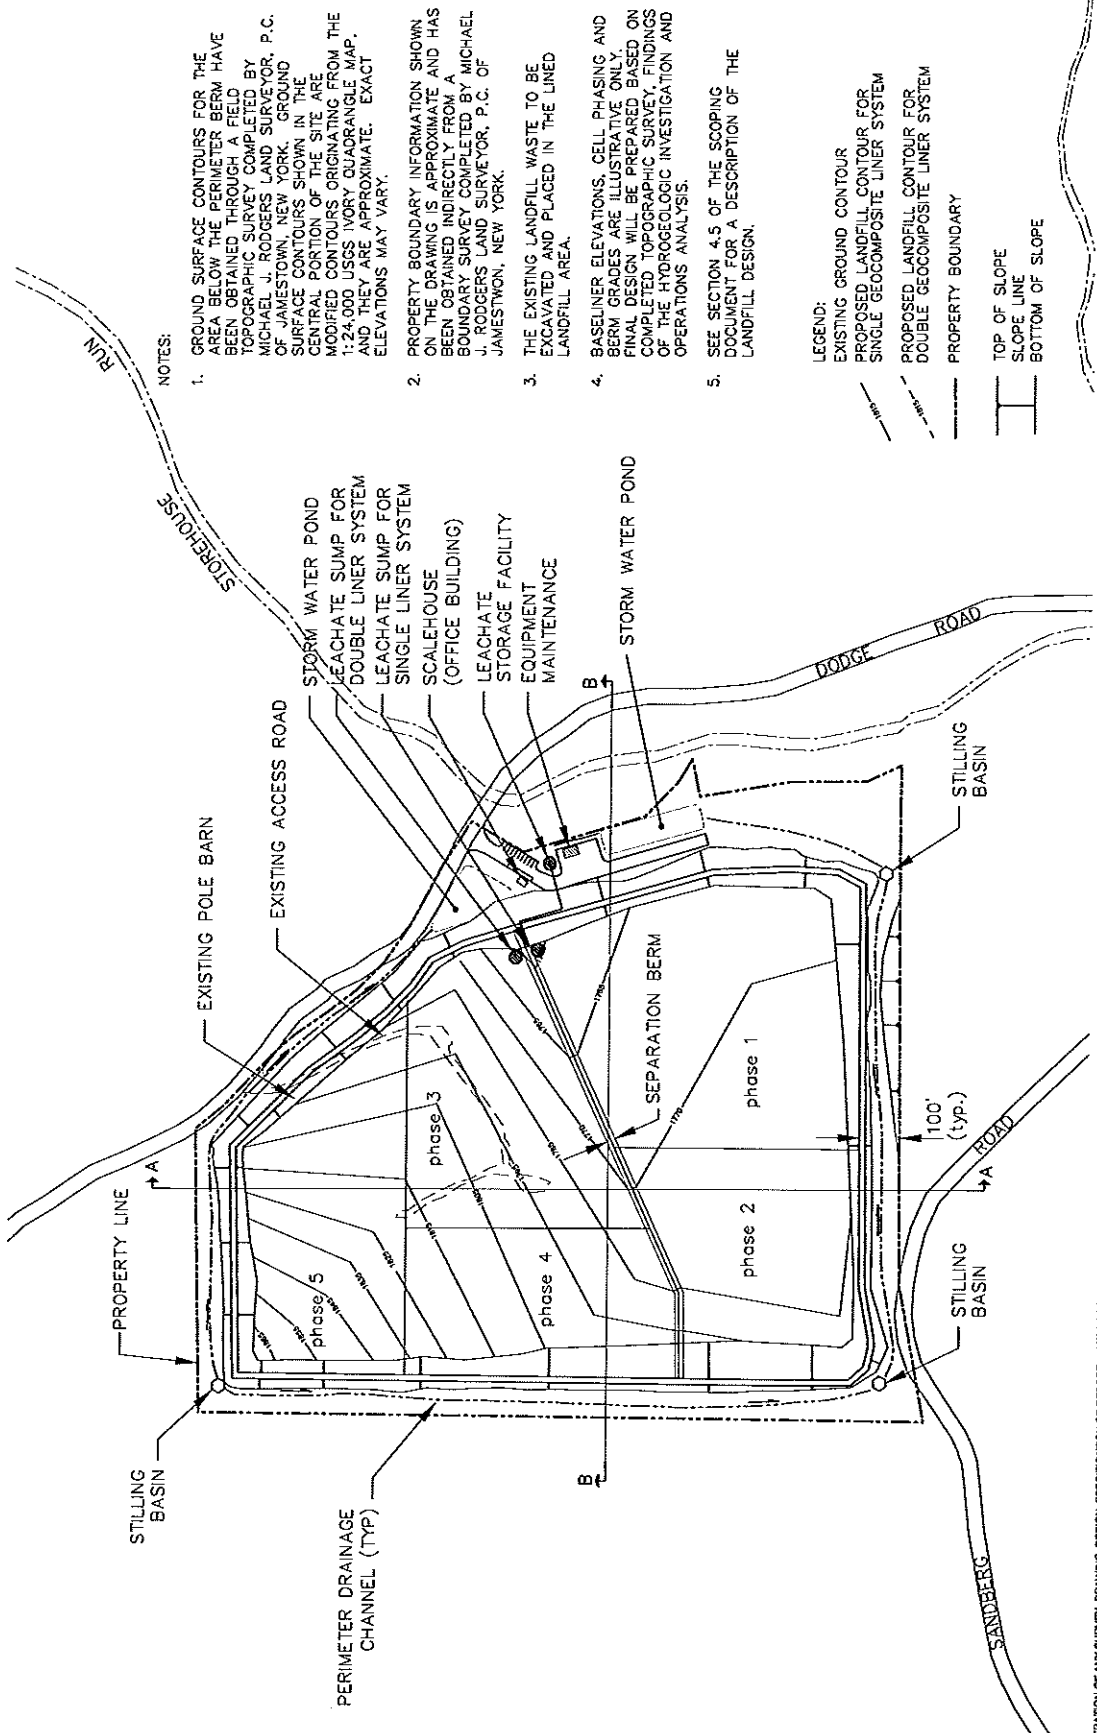 NOTES:
1. GROUND SURFACE CONTOURS FOR THE
AREA BELOW THE PERIMETER BERM HAVE
BEEN OBTAINED THROUGH A FIELD
TOPOGRAPHIC SURVEY COMPLETED BY
MICHAEL J. RODGERS LAND SURVEYOR, P.C.
OF JAMESTOWN, NEW YORK. GROUND
SURFACE CONTOURS SHOWN IN THE
CENTRAL PORTION OF THE SITE ARE
MODIFIED CONTOURS ORIGINATING FROM THE
1:24,000 USGS IVORY QUADRANGLE MAP,
AND THEY ARE APPROXIMATE. EXACT
ELEVATIONS MAY VARY.
2. PROPERTY BOUNDARY INFORMATION SHOWN
ON THE DRAWING IS APPROXIMATE AND HAS
BEEN OBTAINED INDIRECTLY FROM A
BOUNDARY SURVEY COMPLETED BY MICHAEL
J. RODGERS LAND SURVEYOR, P.C. OF
JAMESTWON, NEW YORK.
3. THE EXISTING LANDFILL WASTE TO BE
EXCAVATED AND PLACED IN THE LINED
LANDFILL AREA.
4. BASELINER ELEVATIONS, CELL PHASING AND
BERM GRADES ARE ILLUSTRATIVE ONLY.
FINAL DESIGN WILL BE PREPARED BASED ON
COMPLETED TOPOGRAPHIC SURVEY, FINDINGS
OF THE HYDROGEOLOGIC INVESTIGATION AND
OPERATIONS ANALYSIS.
5. SEE SECTION 4.5 OF THE SCOPING
DOCUMENT FOR A DESCRIPTION OF THE
LANDFILL DESIGN.
LEGEND:
EXISTING GROUND CONTOUR
1815
PROPOSED LANDFILL CONTOUR FOR
SINGLE GEOCOMPOSITE LINER SYSTEM
1815
PROPOSED LANDFILL CONTOUR FOR
DOUBLE GEOCOMPOSITE LINER SYSTEM
PROPERTY BOUNDARY
TOP OF SLOPE
SLOPE LINE
BOTTOM OF SLOPE
STOREHOUSE RUN
STORM WATER POND
LEACHATE SUMP FOR
DOUBLE LINER SYSTEM
LEACHATE SUMP FOR
SINGLE LINER SYSTEM
SCALEHOUSE
(OFFICE BUILDING)
LEACHATE
STORAGE FACILITY
EQUIPMENT
MAINTENANCE
STORM WATER POND
EXISTING ACCESS ROAD
EXISTING POLE BARN
PROPERTY LINE
STILLING
BASIN
PERIMETER DRAINAGE
CHANNEL (TYP)
DODGE ROAD
STILLING
BASIN
SEPARATION BERM
100'
(typ.)
STILLING
BASIN
SANDBERG ROAD
A
A
B
B
phase 1
phase 2
phase 3
phase 4
phase 5
1765
1770
1765
1770
1815
1825